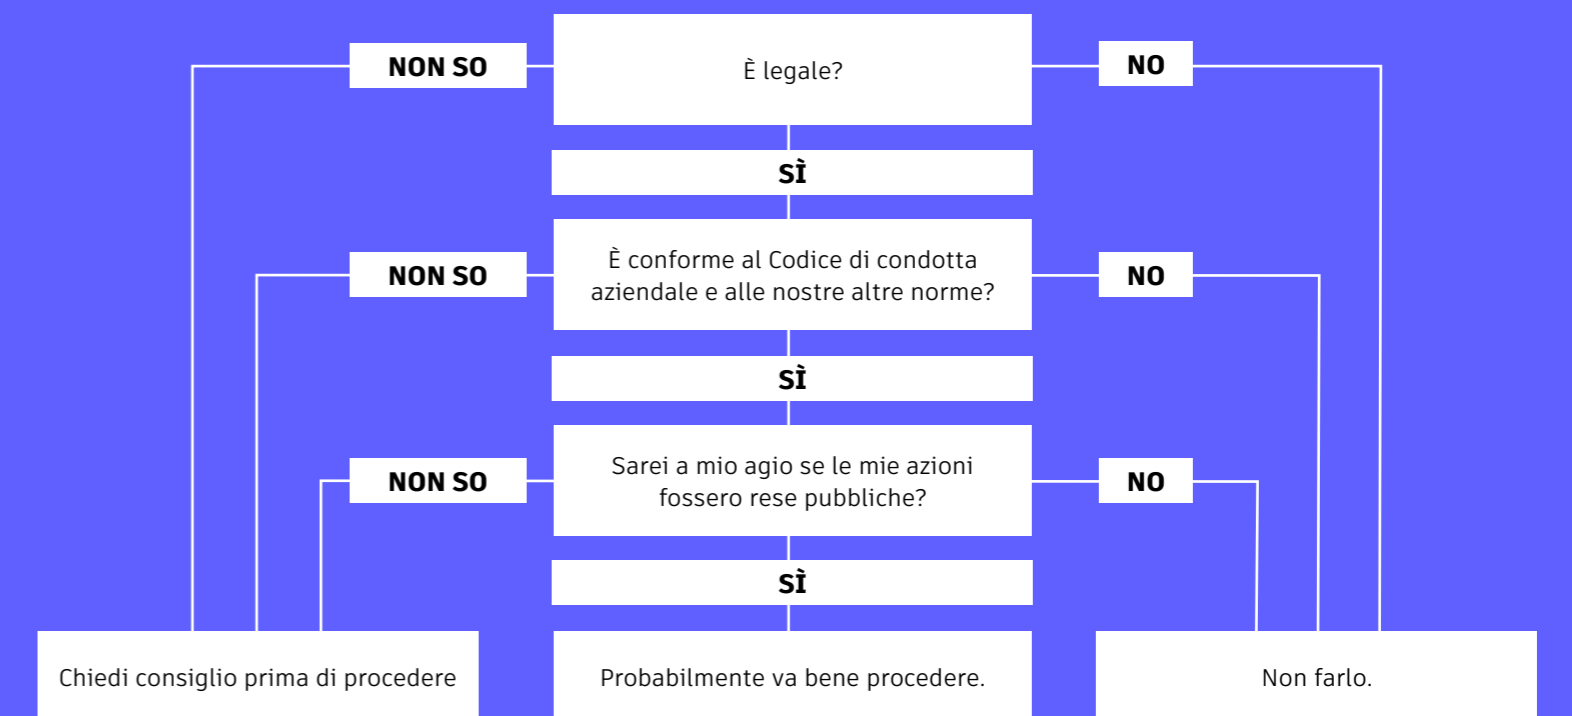 NON SO
È legale?
NO
SÌ
NON SO
È conforme al Codice di condotta
aziendale e alle nostre altre norme?
NO
SÌ
NON SO
Sarei a mio agio se le mie azioni
fossero rese pubbliche?
NO
SÌ
Chiedi consiglio prima di procedere
Probabilmente va bene procedere.
Non farlo.